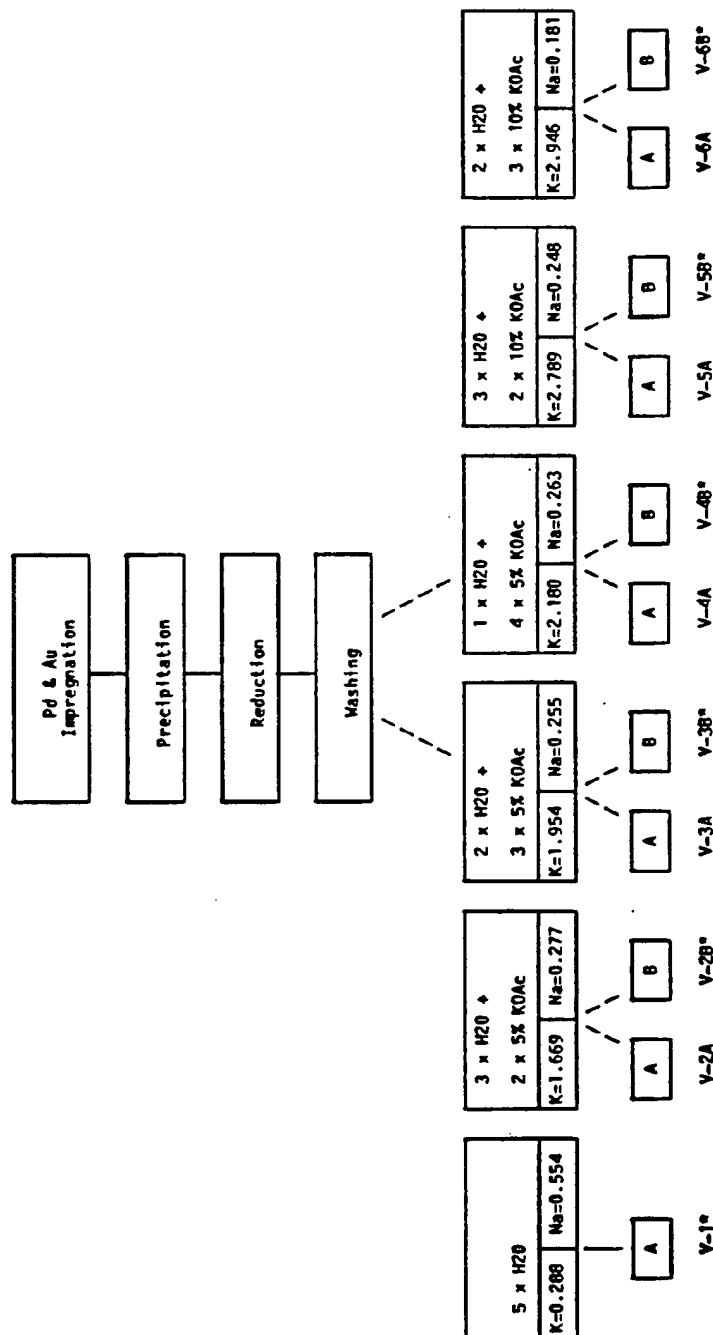 Pd & Au
Impregnation
Precipitation
Reduction
Washing
5 x H2O
K=0.288 Na=0.554
A
V-1*
3 x H2O +
2 x 5% KOAc
K=1.669 Na=0.277
A B
V-2A V-2B*
2 x H2O +
3 x 5% KOAc
K=1.954 Na=0.255
A B
V-3A V-3B*
1 x H2O +
4 x 5% KOAc
K=2.180 Na=0.263
A B
V-4A V-4B*
3 x H2O +
2 x 10% KOAc
K=2.789 Na=0.248
A B
V-5A V-5B*
2 x H2O +
3 x 10% KOAc
K=2.946 Na=0.181
A B
V-6A V-6B*